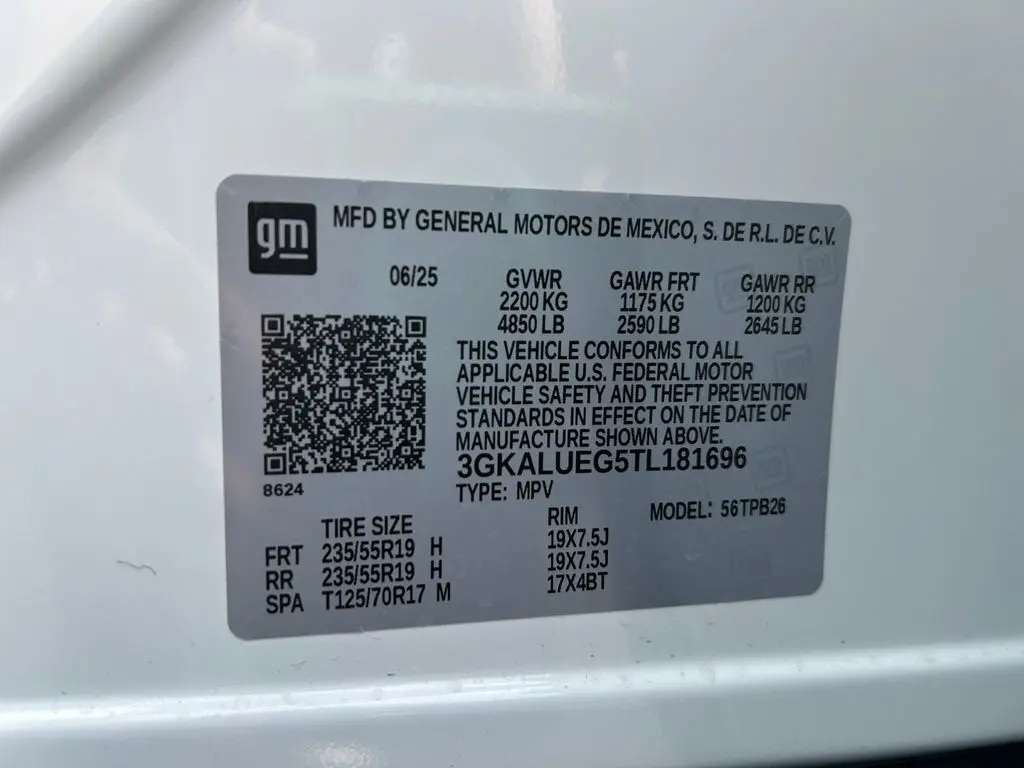 gm
MFD BY GENERAL MOTORS DE MEXICO, S. DE R.L. DE C.V.
06/25 GVWR GAWR FRT GAWR RR
2200 KG 1175 KG 1200 KG
4850 LB 2590 LB 2645 LB
THIS VEHICLE CONFORMS TO ALL
APPLICABLE U.S. FEDERAL MOTOR
VEHICLE SAFETY AND THEFT PREVENTION
STANDARDS IN EFFECT ON THE DATE OF
MANUFACTURE SHOWN ABOVE.
3GKALUEG5TL181696
8624
TYPE: MPV MODEL: 56TPB26
TIRE SIZE RIM
FRT 235/55R19 H 19X7.5J
RR 235/55R19 H 19X7.5J
SPA T125/70R17 M 17X4BT